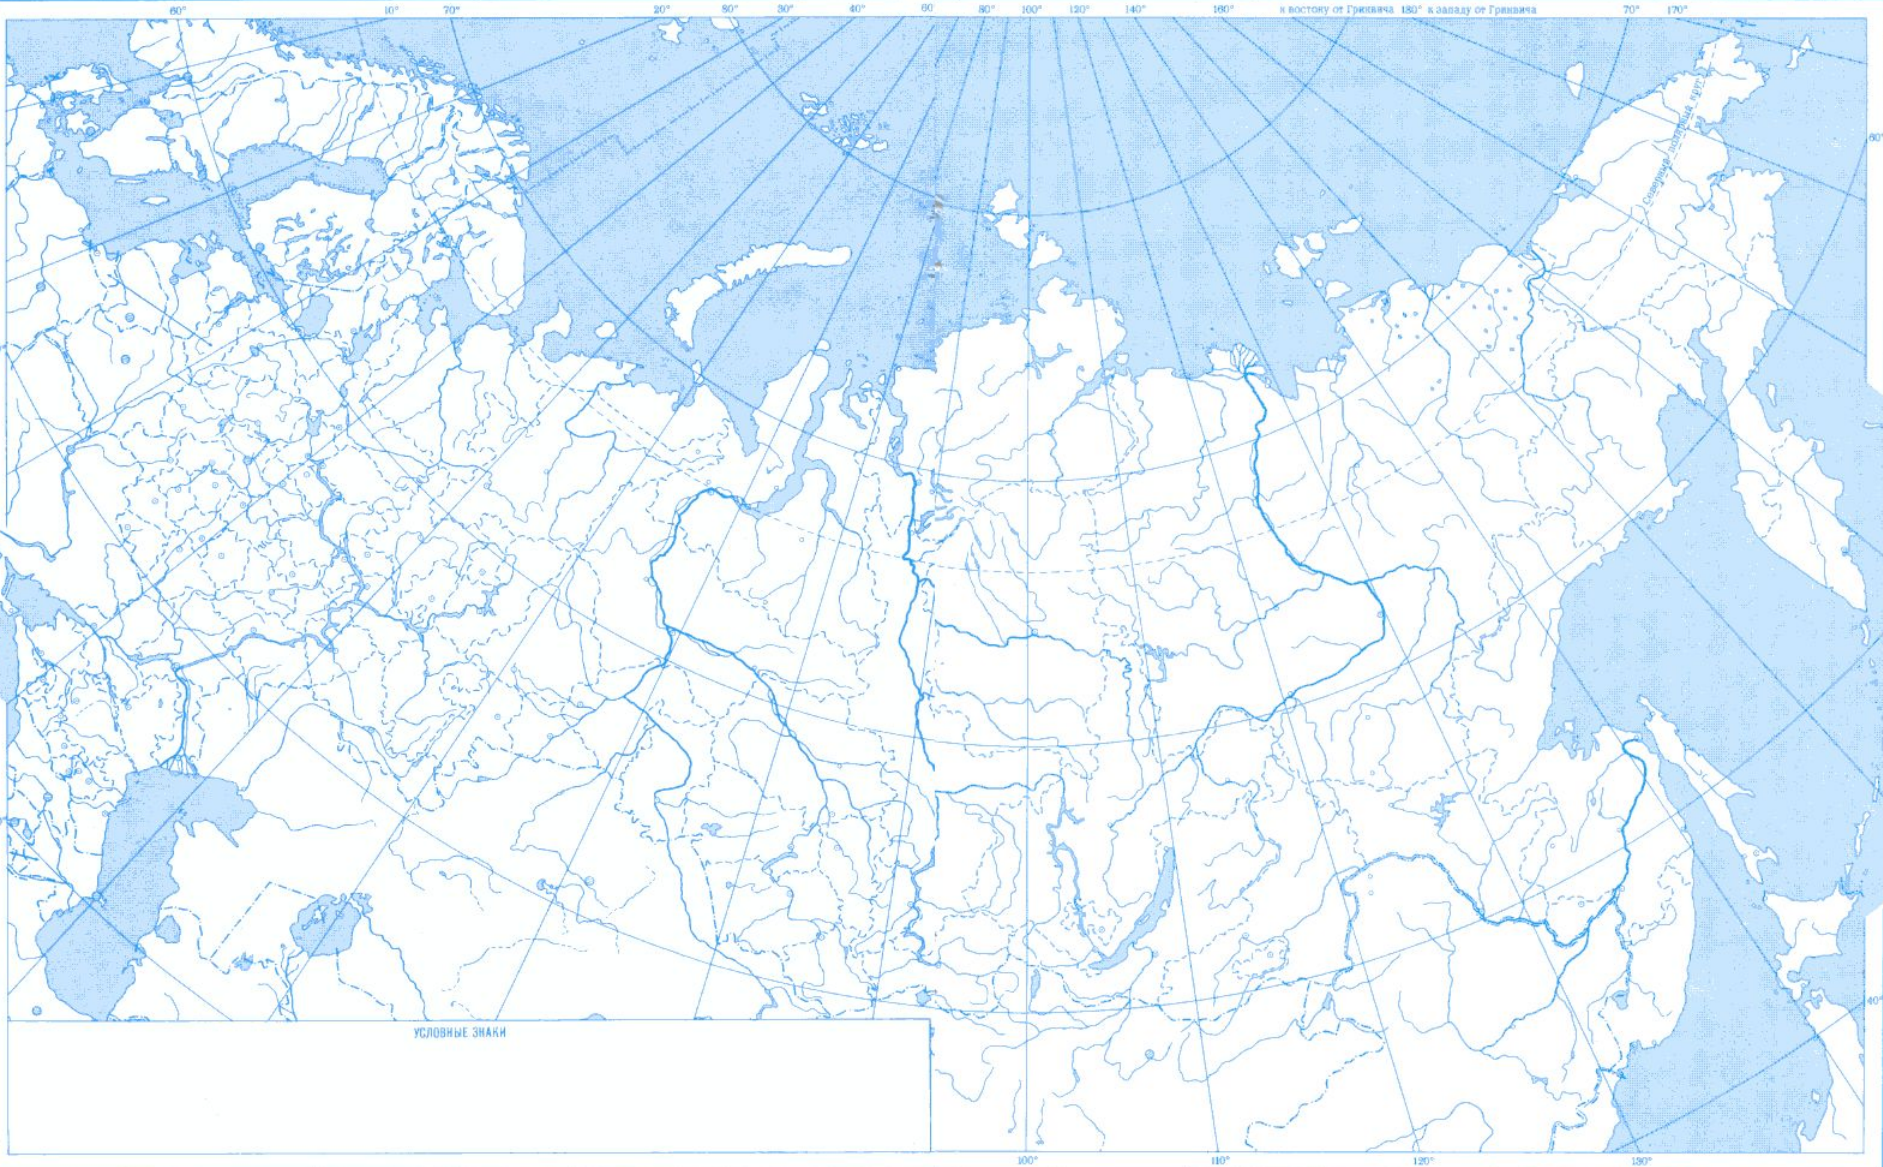 60° 10° 70° 20° 80° 30° 40° 60 80° 100° 120° 140° 160° к востоку от Гринвича 180° к западу от Гринвича 70° 170°
Северный полярный круг
60°
40°
УСЛОВНЫЕ ЗНАКИ
100° 110° 120° 130°